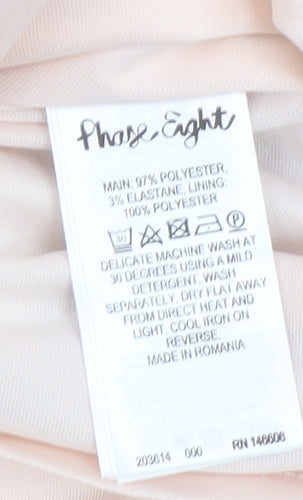 Phase Eight
MAIN: 97% POLYESTER,
3% ELASTANE, LINING:
100% POLYESTER
30 P
DELICATE MACHINE WASH AT
30 DEGREES USING A MILD
DETERGENT. WASH
SEPARATELY. DRY FLAT AWAY
FROM DIRECT HEAT AND
LIGHT. COOL IRON ON
REVERSE.
MADE IN ROMANIA
203614 000 RN 146606